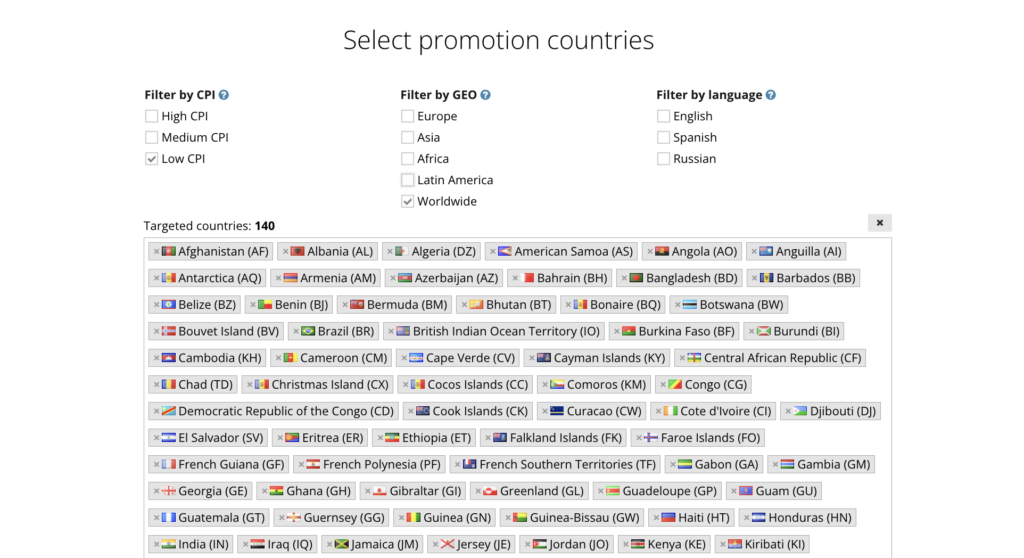 Select promotion countries
Filter by CPI
High CPI
Medium CPI
Low CPI
Filter by GEO
Europe
Asia
Africa
Latin America
Worldwide
Filter by language
English
Spanish
Russian
Targeted countries: 140
Afghanistan (AF) Albania (AL) Algeria (DZ) American Samoa (AS) Angola (AO) Anguilla (AI)
Antarctica (AQ) Armenia (AM) Azerbaijan (AZ) Bahrain (BH) Bangladesh (BD) Barbados (BB)
Belize (BZ) Benin (BJ) Bermuda (BM) Bhutan (BT) Bonaire (BQ) Botswana (BW)
Bouvet Island (BV) Brazil (BR) British Indian Ocean Territory (IO) Burkina Faso (BF) Burundi (BI)
Cambodia (KH) Cameroon (CM) Cape Verde (CV) Cayman Islands (KY) Central African Republic (CF)
Chad (TD) Christmas Island (CX) Cocos Islands (CC) Comoros (KM) Congo (CG)
Democratic Republic of the Congo (CD) Cook Islands (CK) Curacao (CW) Cote d'Ivoire (CI) Djibouti (DJ)
El Salvador (SV) Eritrea (ER) Ethiopia (ET) Falkland Islands (FK) Faroe Islands (FO)
French Guiana (GF) French Polynesia (PF) French Southern Territories (TF) Gabon (GA) Gambia (GM)
Georgia (GE) Ghana (GH) Gibraltar (GI) Greenland (GL) Guadeloupe (GP) Guam (GU)
Guatemala (GT) Guernsey (GG) Guinea (GN) Guinea-Bissau (GW) Haiti (HT) Honduras (HN)
India (IN) Iraq (IQ) Jamaica (JM) Jersey (JE) Jordan (JO) Kenya (KE) Kiribati (KI)